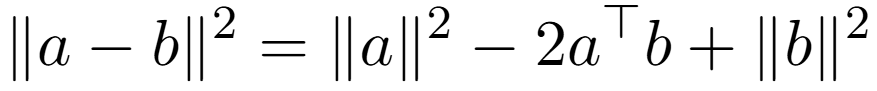 ‖a − b‖² = ‖a‖² − 2a⊤b + ‖b‖²